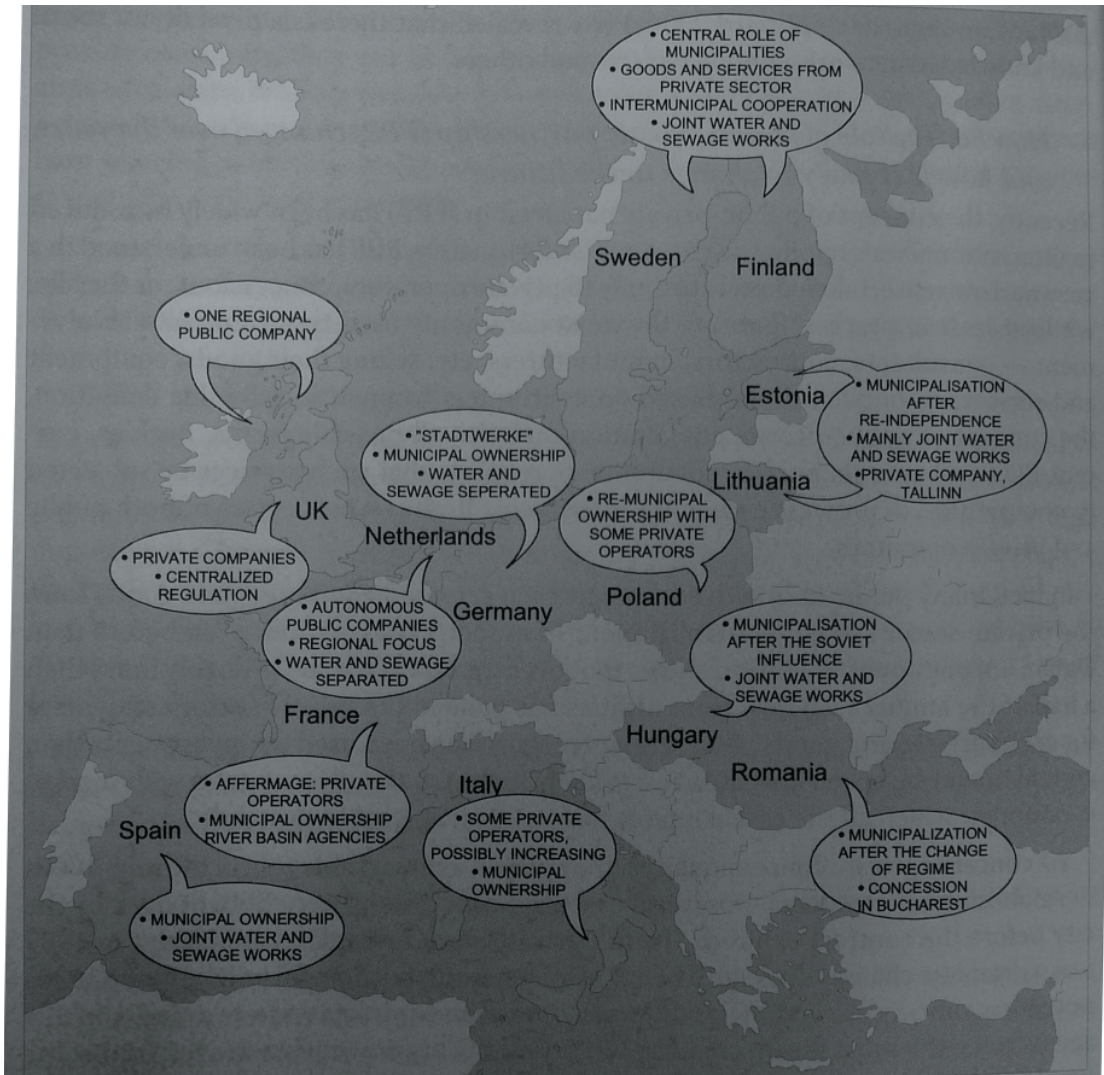 • CENTRAL ROLE OF
MUNICIPALITIES
• GOODS AND SERVICES FROM
PRIVATE SECTOR
• INTERMUNICIPAL COOPERATION
• JOINT WATER AND
SEWAGE WORKS
Sweden
Finland
• ONE REGIONAL
PUBLIC COMPANY
Estonia
• MUNICIPALISATION
AFTER
RE-INDEPENDENCE
• MAINLY JOINT WATER
AND SEWAGE WORKS
• PRIVATE COMPANY,
TALLINN
Lithuania
• "STADTWERKE"
• MUNICIPAL OWNERSHIP
• WATER AND
SEWAGE SEPERATED
• RE-MUNICIPAL
OWNERSHIP WITH
SOME PRIVATE
OPERATORS
UK
Netherlands
• PRIVATE COMPANIES
• CENTRALIZED
REGULATION
Germany
Poland
• AUTONOMOUS
PUBLIC COMPANIES
• REGIONAL FOCUS
• WATER AND SEWAGE
SEPARATED
• MUNICIPALISATION
AFTER THE SOVIET
INFLUENCE
• JOINT WATER AND
SEWAGE WORKS
France
Hungary
Romania
Italy
• AFFERMAGE: PRIVATE
OPERATORS
• MUNICIPAL OWNERSHIP
RIVER BASIN AGENCIES
Spain
• SOME PRIVATE
OPERATORS,
POSSIBLY INCREASING
• MUNICIPAL
OWNERSHIP
• MUNICIPALIZATION
AFTER THE CHANGE
OF REGIME
• CONCESSION
IN BUCHAREST
• MUNICIPAL OWNERSHIP
• JOINT WATER AND
SEWAGE WORKS